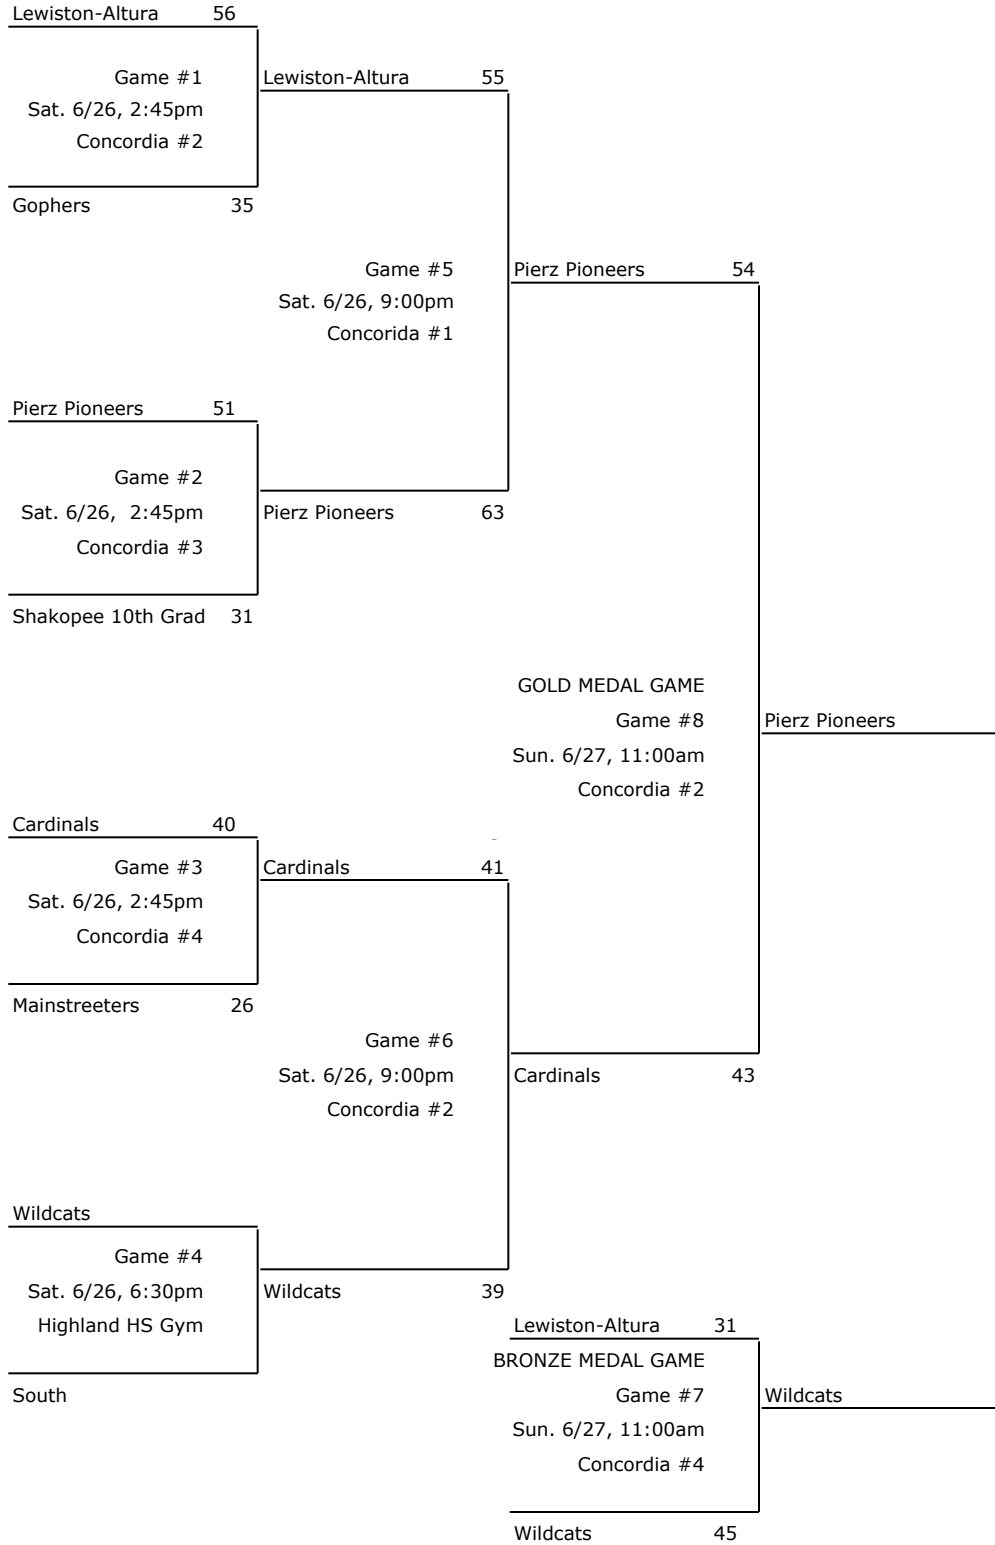 Lewiston-Altura 56
Game #1
Sat. 6/26, 2:45pm
Concordia #2
Gophers 35
Lewiston-Altura 55
Game #5
Sat. 6/26, 9:00pm
Concorida #1
Pierz Pioneers 54
Pierz Pioneers 51
Game #2
Sat. 6/26, 2:45pm
Concordia #3
Shakopee 10th Grad 31
Pierz Pioneers 63
GOLD MEDAL GAME
Game #8
Sun. 6/27, 11:00am
Concordia #2
Pierz Pioneers
Cardinals 40
Game #3
Sat. 6/26, 2:45pm
Concordia #4
Mainstreeters 26
Cardinals 41
Game #6
Sat. 6/26, 9:00pm
Concordia #2
Cardinals 43
Wildcats
Game #4
Sat. 6/26, 6:30pm
Highland HS Gym
South
Wildcats 39
Lewiston-Altura 31
BRONZE MEDAL GAME
Game #7
Sun. 6/27, 11:00am
Concordia #4
Wildcats 45
Wildcats